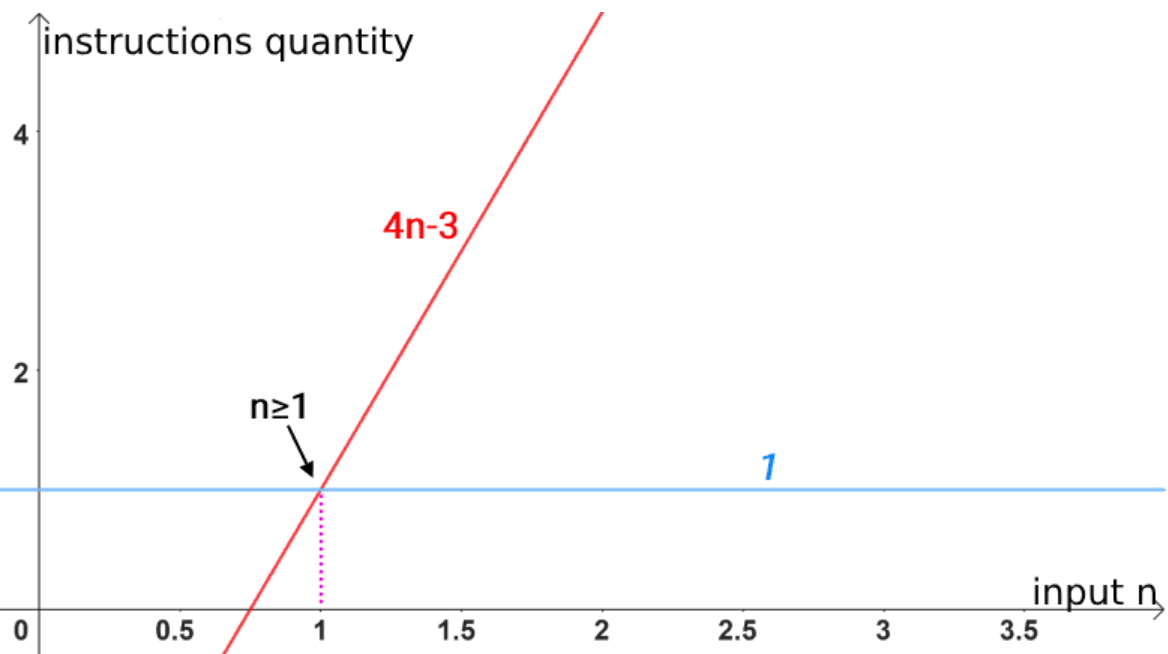 instructions quantity
4
4n-3
2
n≥1
1
input n
0 0.5 1 1.5 2 2.5 3 3.5